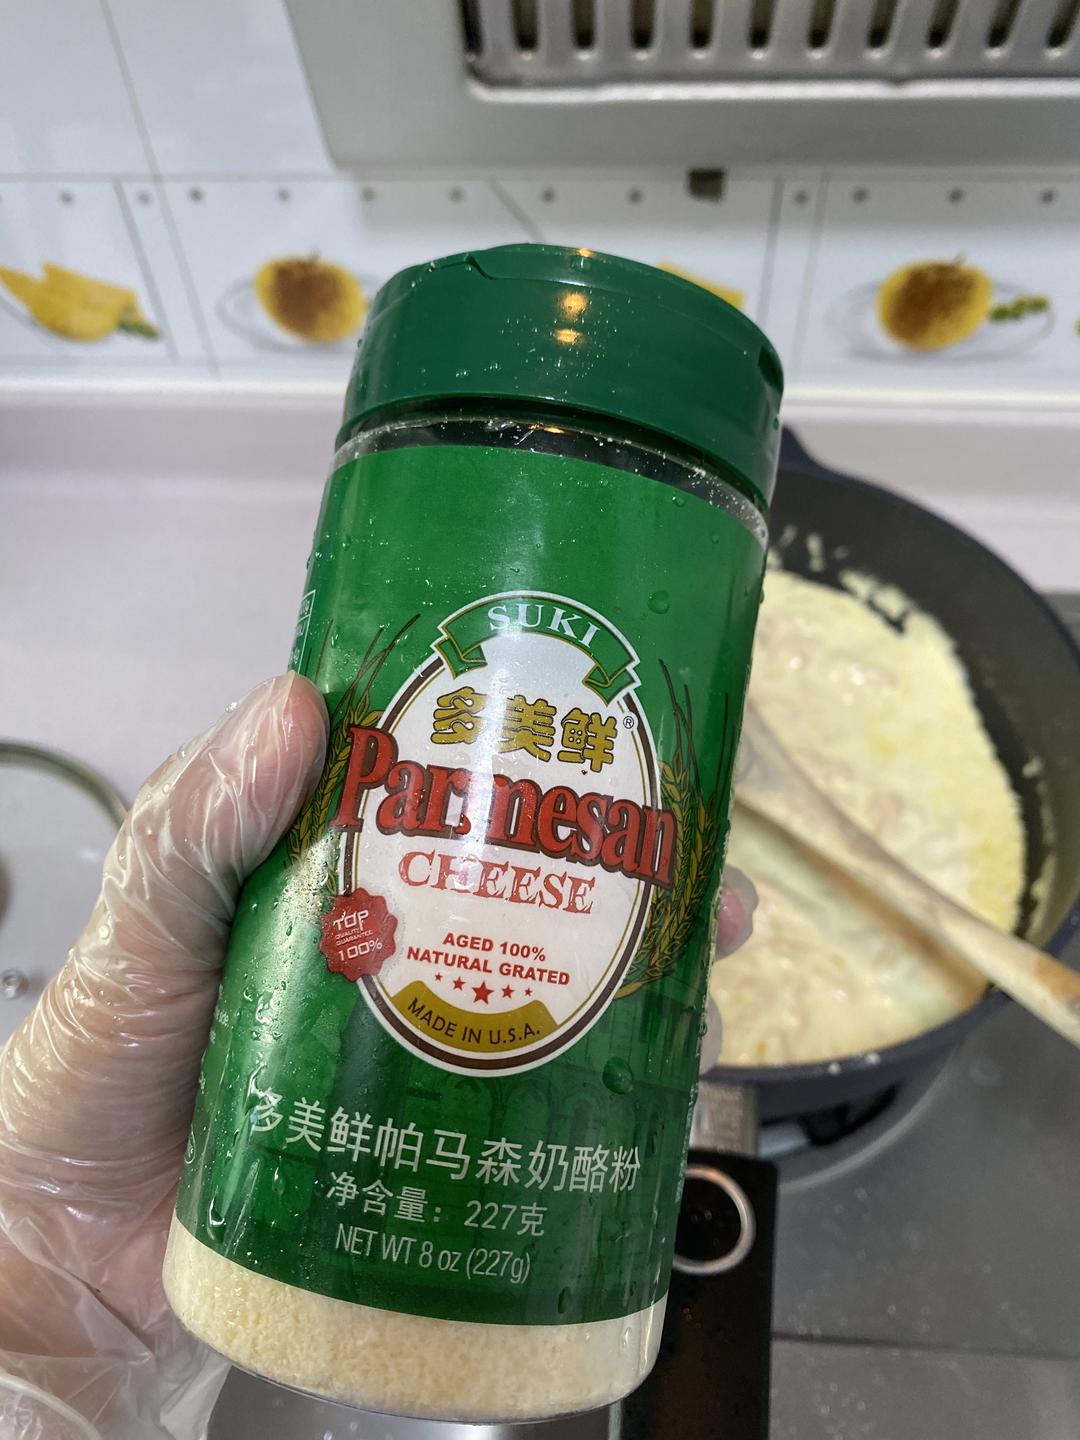 SUKI
多美鲜®
Parmesan
CHEESE
TOP
QUALITY
GUARANTEE
100%
AGED 100%
NATURAL GRATED
MADE IN U.S.A.
多美鲜帕马森奶酪粉
净含量：227克
NET WT 8 oz (227g)